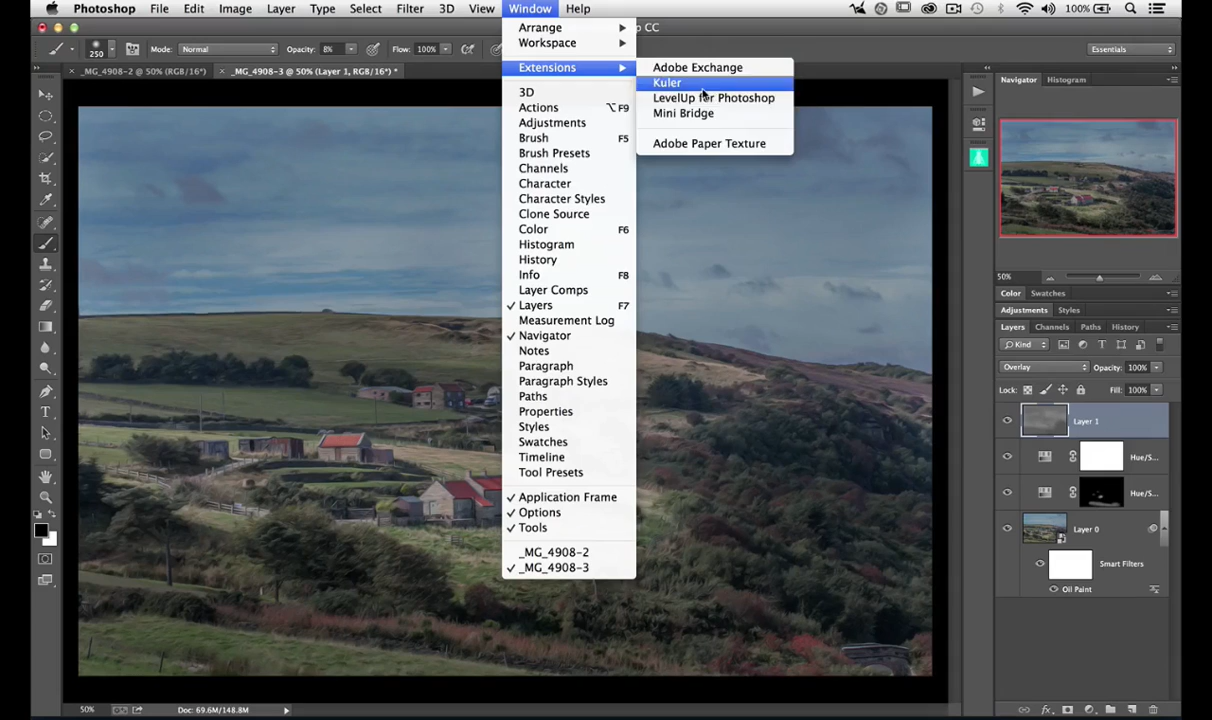 Photoshop File Edit Image Layer Type Select Filter 3D View Window Help 100%
p CC
250 Mode: Normal Opacity: 8% Flow: 100% Essentials
× _MG_4908-2 @ 50% (RGB/16*) × _MG_4908-3 @ 50% (Layer 1, RGB/16*) *
Arrange
Workspace
Extensions
3D
Actions ⌥F9
Adjustments
Brush F5
Brush Presets
Channels
Character
Character Styles
Clone Source
Color F6
Histogram
History
Info F8
Layer Comps
✓ Layers F7
Measurement Log
✓ Navigator
Notes
Paragraph
Paragraph Styles
Paths
Properties
Styles
Swatches
Timeline
Tool Presets
✓ Application Frame
✓ Options
✓ Tools
_MG_4908-2
✓ _MG_4908-3
Adobe Exchange
Kuler
LevelUp for Photoshop
Mini Bridge
Adobe Paper Texture
Navigator Histogram
50%
Color Swatches
Adjustments Styles
Layers Channels Paths History
Kind
Overlay Opacity: 100%
Lock: Fill: 100%
Layer 1
Hue/S...
Hue/S...
Layer 0
Smart Filters
Oil Paint
50% Doc: 69.6M/148.8M